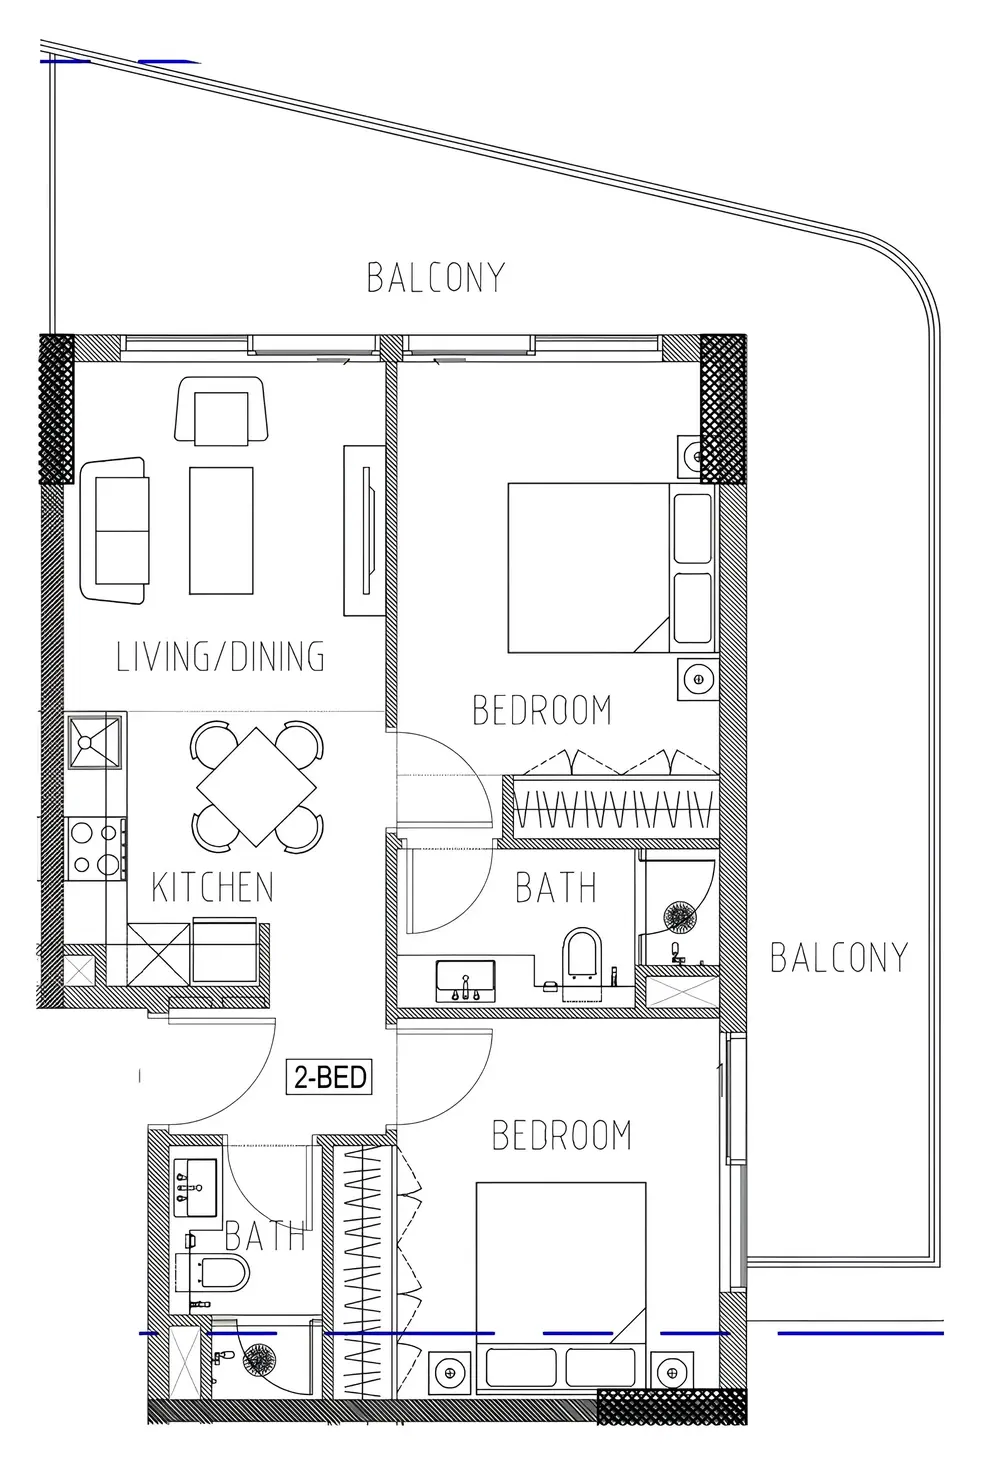 BALCONY
LIVING/DINING
BEDROOM
KITCHEN
BATH
BALCONY
2-BED
BEDROOM
BATH